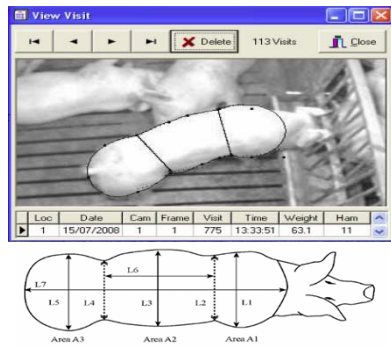 View Visit
Delete 113 Visits Close
Loc Date Cam Frame Visit Time Weight Ham
1 15/07/2008 1 1 775 13:33:51 63.1 11
L6
L7
L5 L4 L3 L2 L1
Area A3 Area A2 Area A1